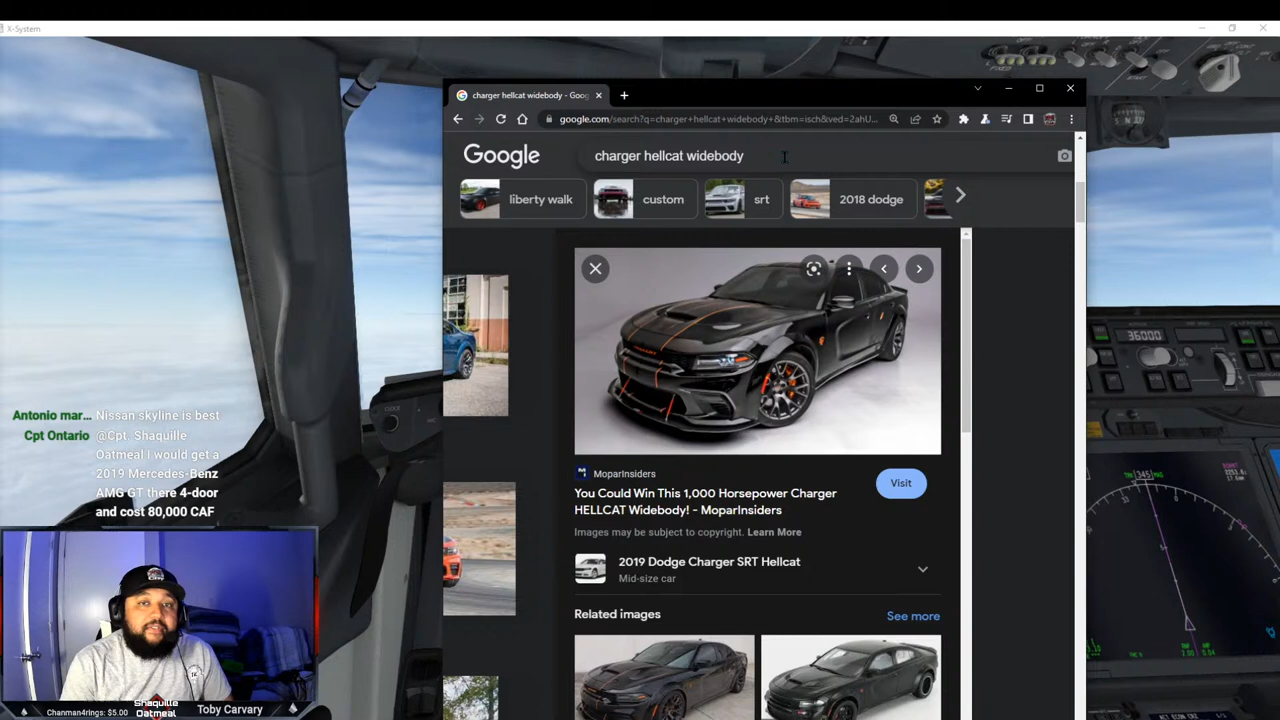 X-System
charger hellcat widebody - Goog
google.com/search?q=charger+hellcat+widebody+&tbm=isch&ved=2ahU...
Google
charger hellcat widebody
liberty walk
custom
srt
2018 dodge
MoparInsiders
Visit
You Could Win This 1,000 Horsepower Charger
HELLCAT Widebody! - MoparInsiders
Images may be subject to copyright. Learn More
2019 Dodge Charger SRT Hellcat
Mid-size car
Related images
See more
Antonio mar... Nissan skyline is best
Cpt Ontario @Cpt. Shaquille
Oatmeal I would get a
2019 Mercedes-Benz
AMG GT there 4-door
and cost 80,000 CAF
Chanman4rings: $5.00
Shaquille
Oatmeal
Toby Carvary
CLOCK
36000
TRK 345 MAG